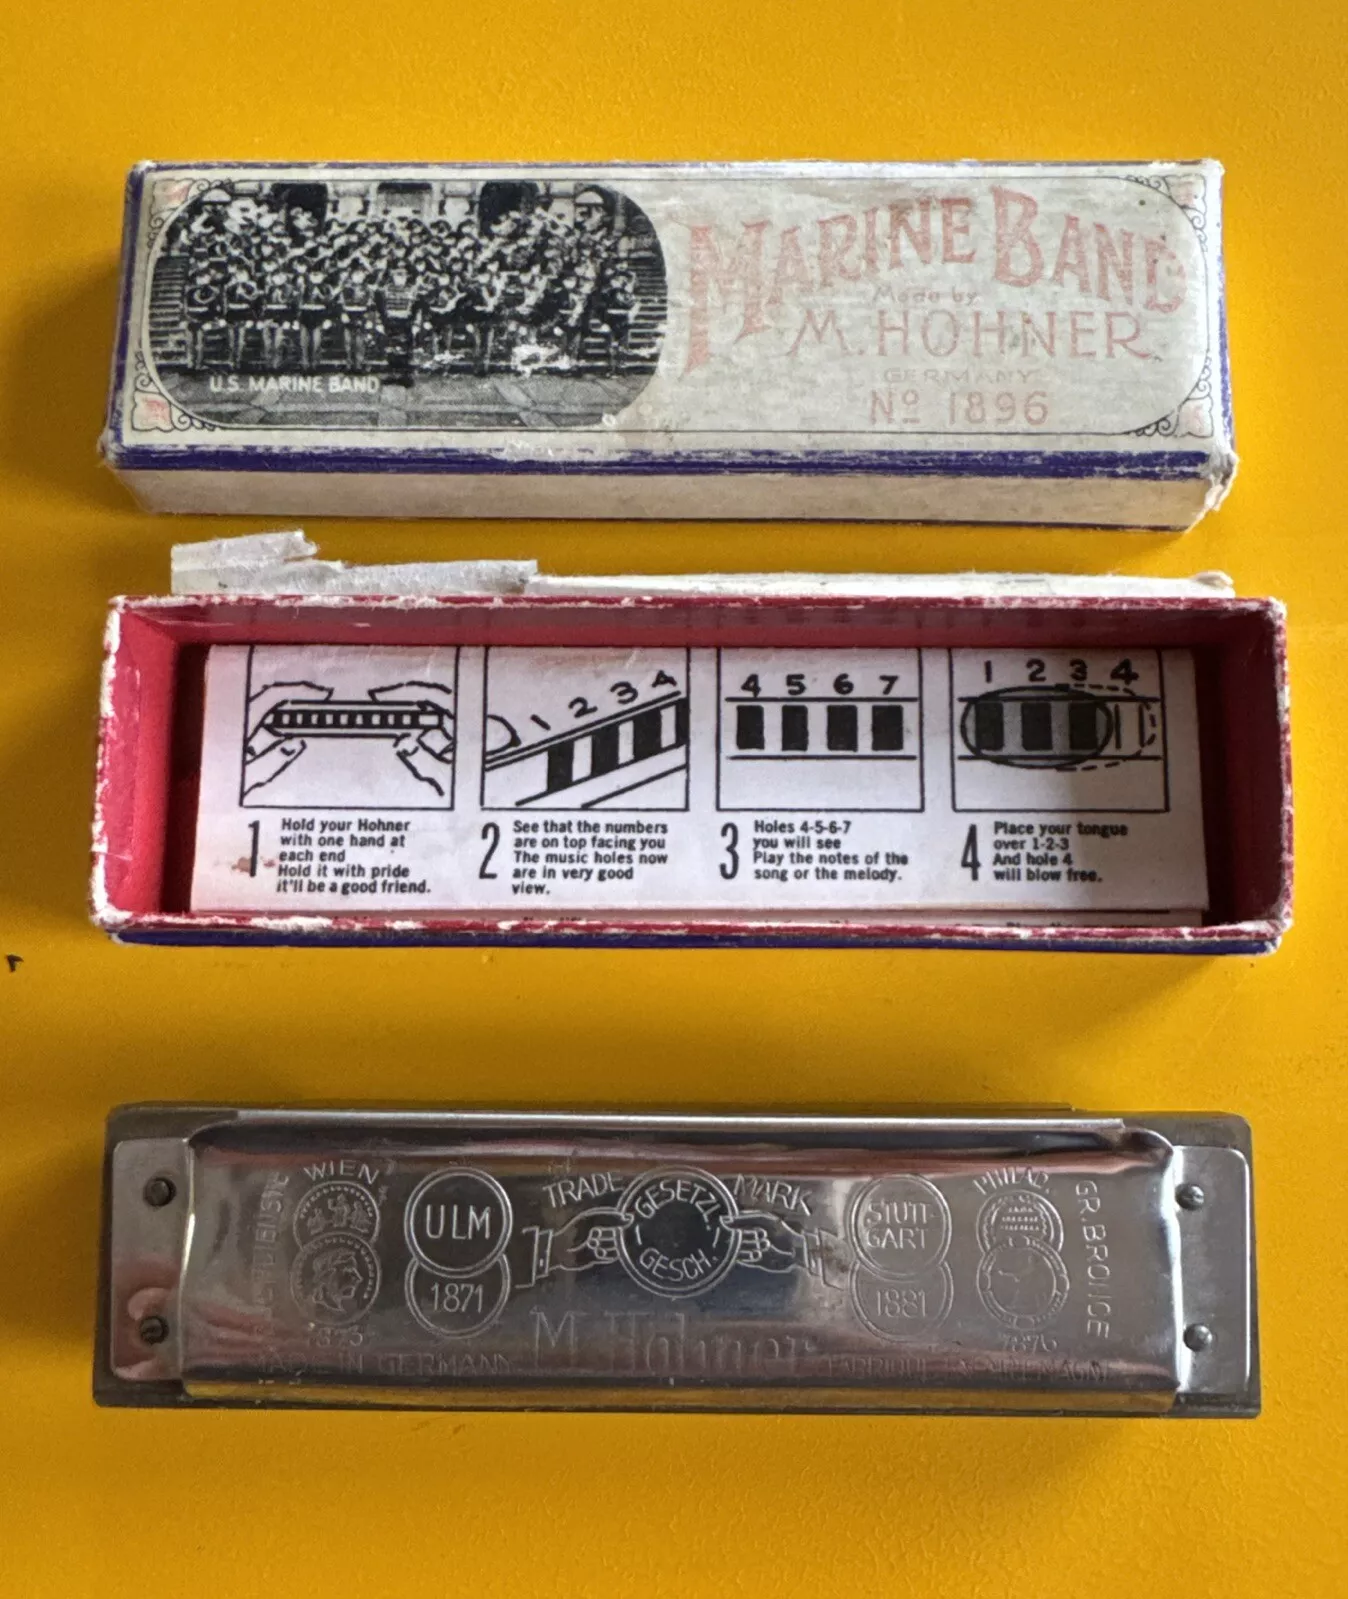 MARINE BAND
Made by
M. HOHNER
GERMANY
No 1896
U.S. MARINE BAND
1 2 3 4
4 5 6 7
1 2 3 4
1
Hold your Hohner
with one hand at
each end
Hold it with pride
it'll be a good friend.
2
See that the numbers
are on top facing you
The music holes now
are in very good
view.
3
Holes 4-5-6-7
you will see
Play the notes of the
song or the melody.
4
Place your tongue
over 1-2-3
And hole 4
will blow free.
WIEN
ULM
1871
TRADE MARK
GESETZL.
GESCH.
STUTT-
GART
1881
PHILAD.
1876
GR.BRONCE
M. Hohner
MADE IN GERMANY